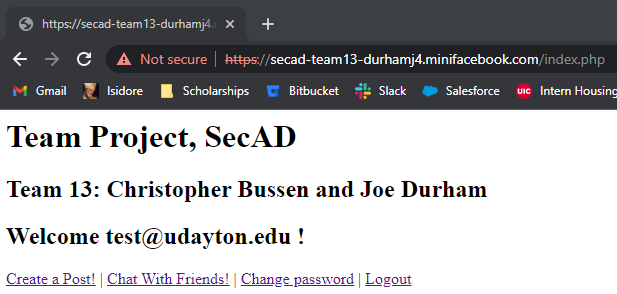 https://secad-team13-durhamj4.
Not secure https://secad-team13-durhamj4.minifacebook.com/index.php
Gmail Isidore Scholarships Bitbucket Slack Salesforce UIC Intern Housing
Team Project, SecAD
Team 13: Christopher Bussen and Joe Durham
Welcome test@udayton.edu !
Create a Post! | Chat With Friends! | Change password | Logout